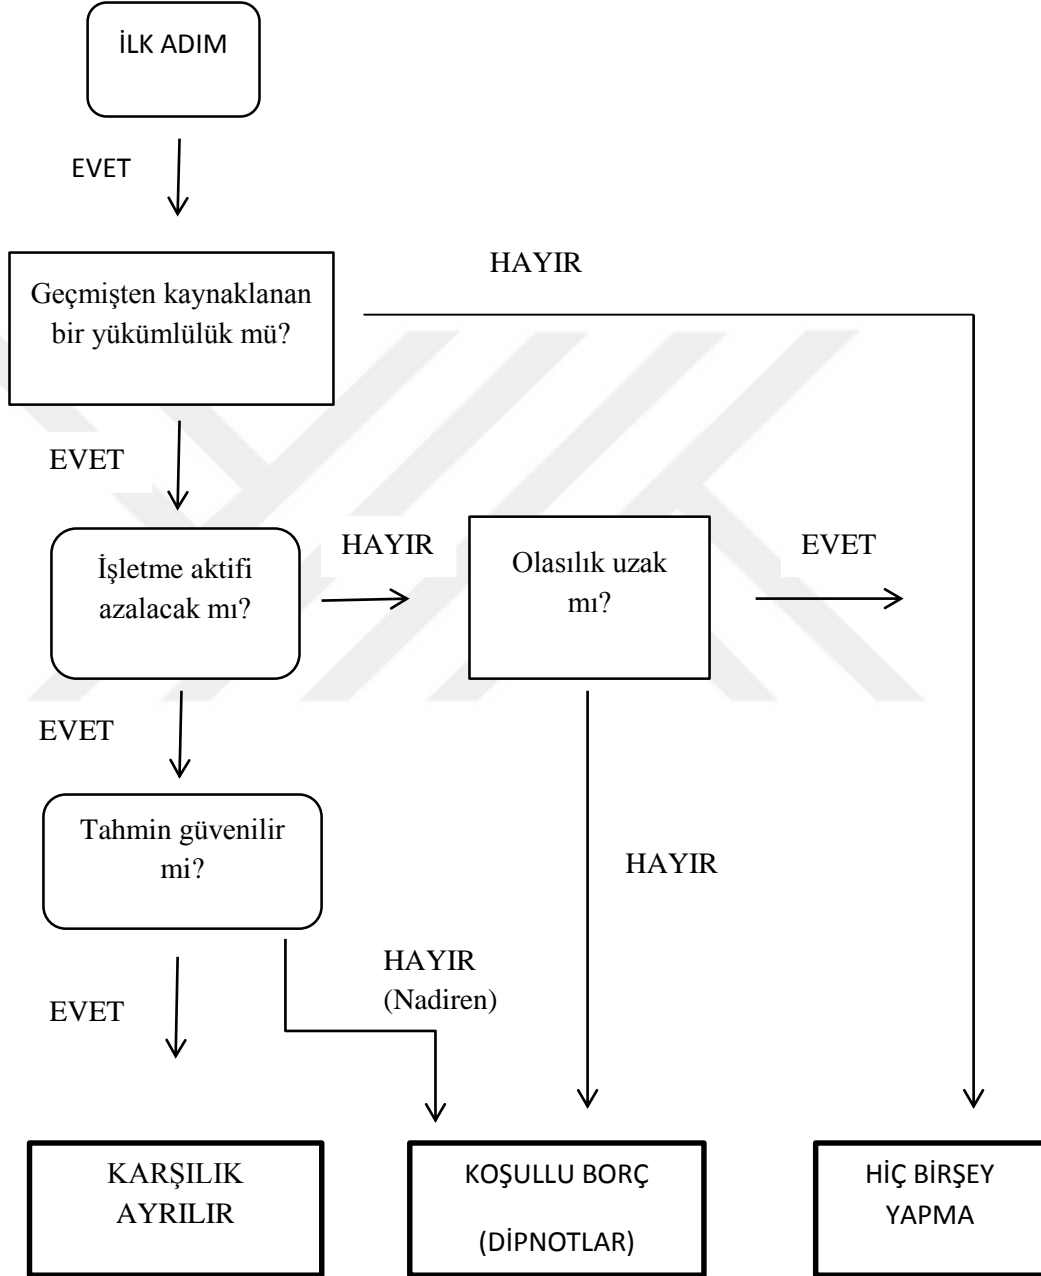 İLK ADIM
EVET
HAYIR
Geçmişten kaynaklanan
bir yükümlülük mü?
EVET
İşletme aktifi
azalacak mı?
HAYIR
Olasılık uzak
mı?
EVET
EVET
Tahmin güvenilir
mi?
HAYIR
HAYIR
(Nadiren)
EVET
KARŞILIK
AYRILIR
KOŞULLU BORÇ
(DİPNOTLAR)
HİÇ BİRŞEY
YAPMA